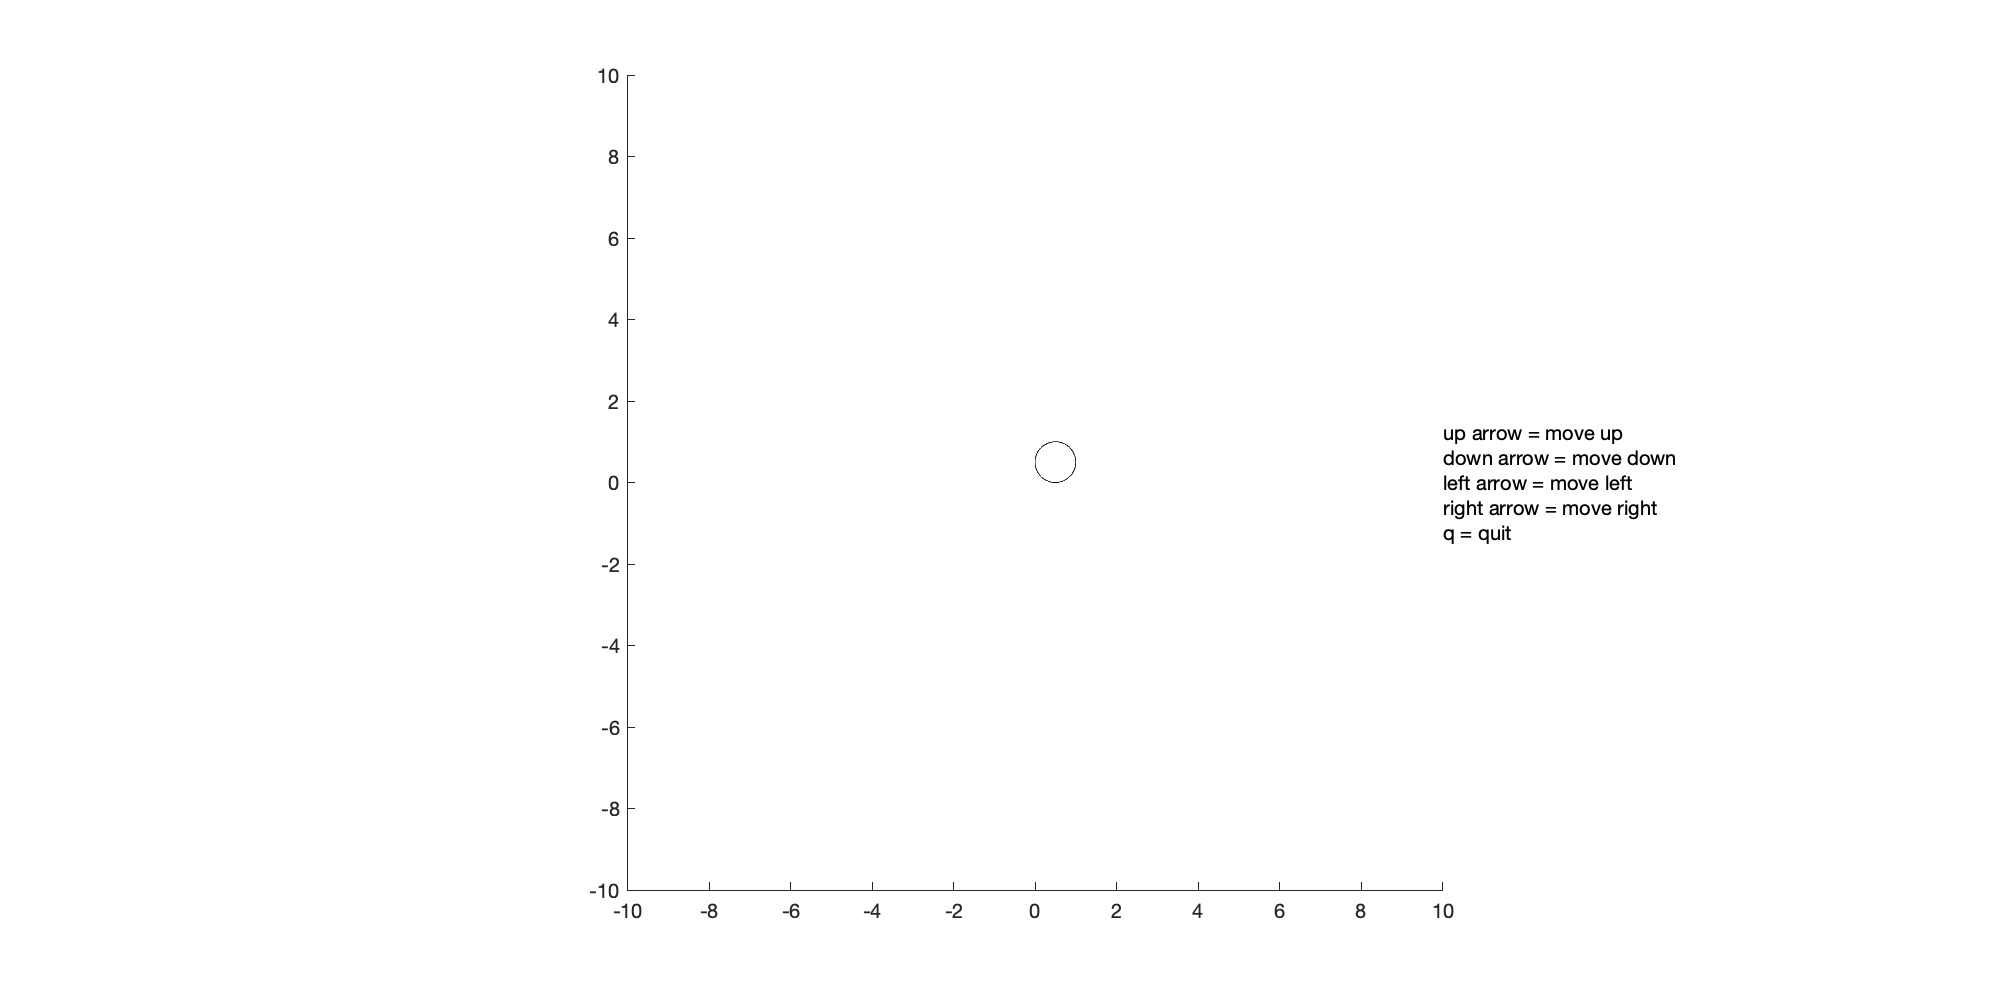 10
8
6
4
2
0
-2
-4
-6
-8
-10
-10 -8 -6 -4 -2 0 2 4 6 8 10
up arrow = move up
down arrow = move down
left arrow = move left
right arrow = move right
q = quit